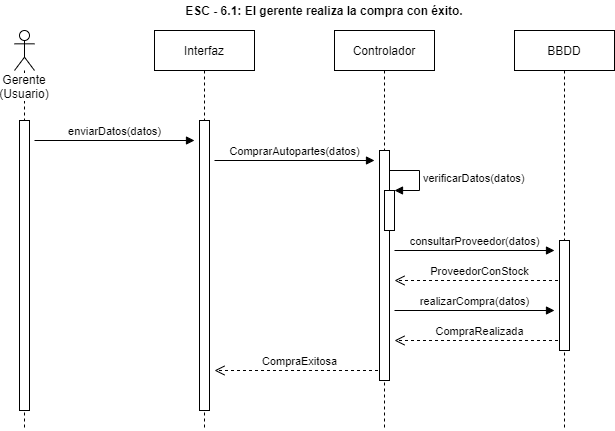 ESC - 6.1: El gerente realiza la compra con éxito.
Interfaz
Controlador
BBDD
Gerente
(Usuario)
enviarDatos(datos)
ComprarAutopartes(datos)
verificarDatos(datos)
consultarProveedor(datos)
ProveedorConStock
realizarCompra(datos)
CompraRealizada
CompraExitosa